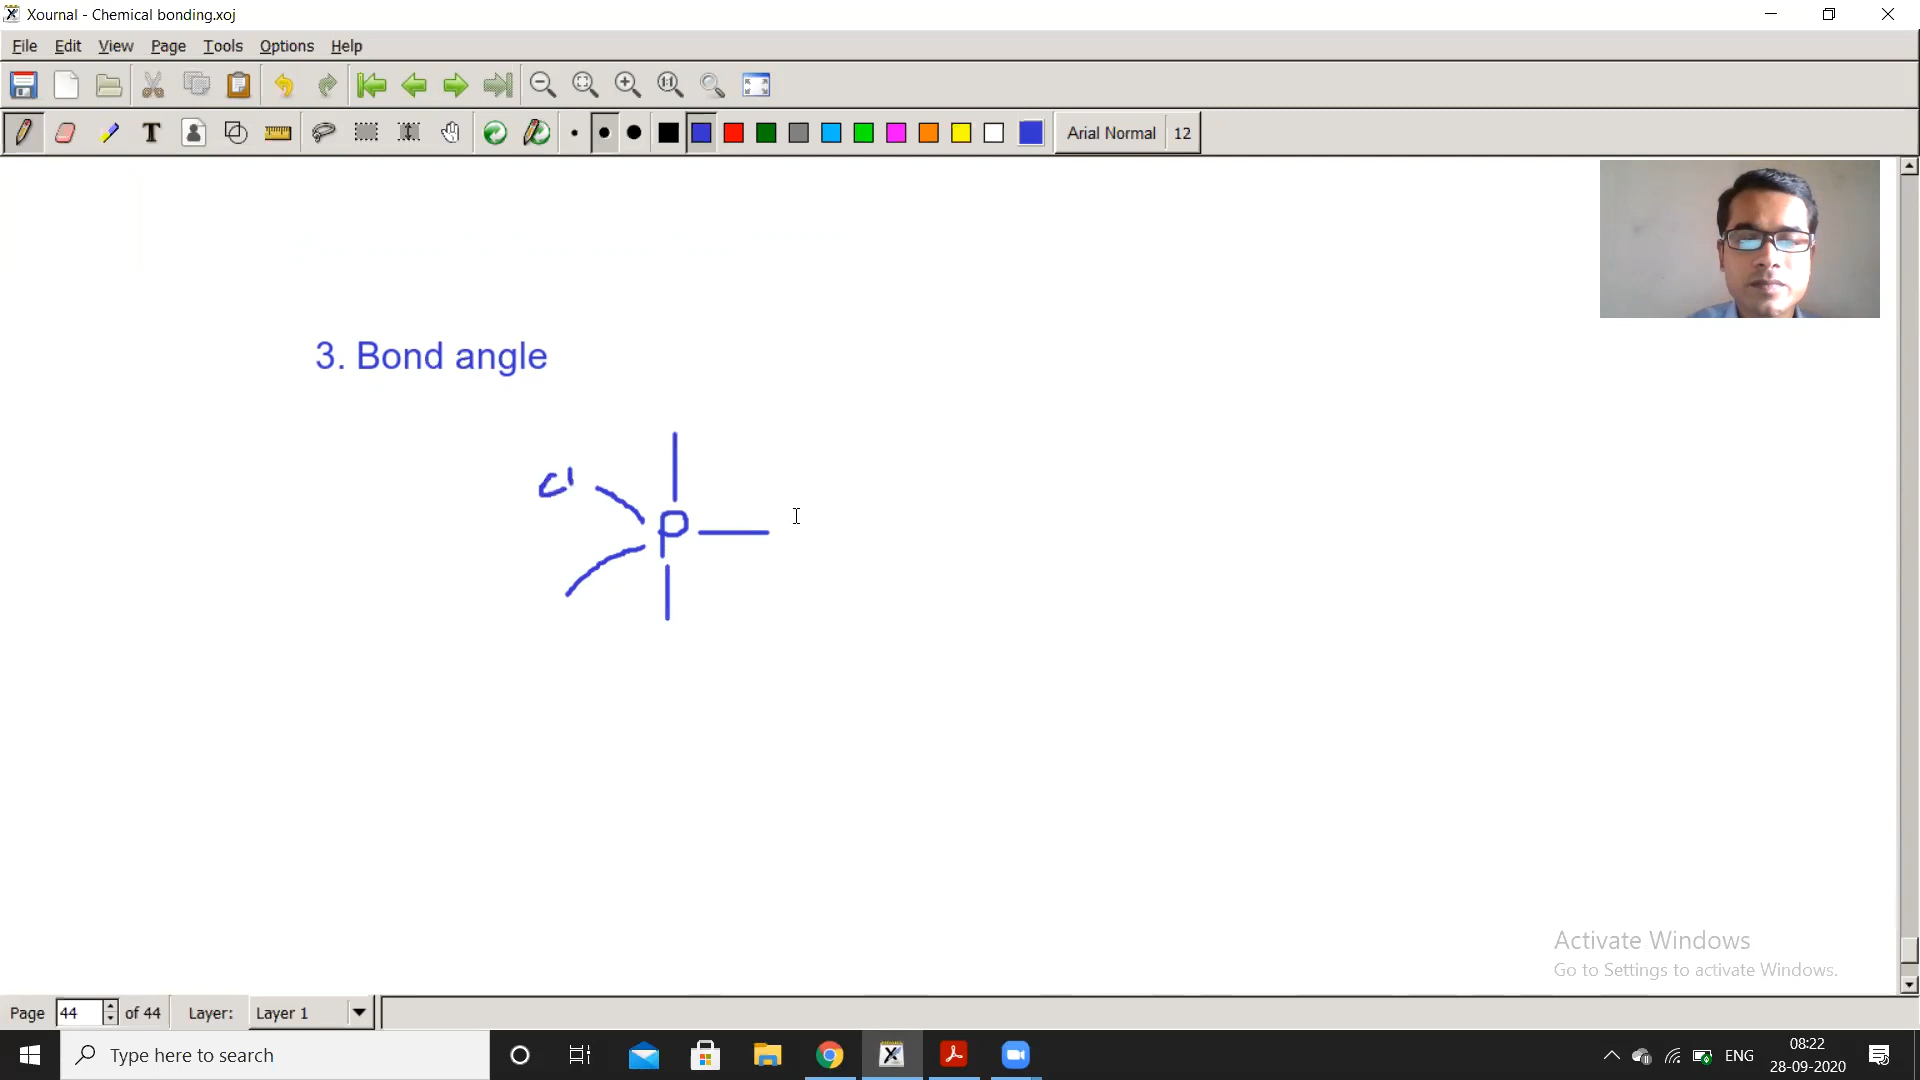 Xournal - Chemical bonding.xoj
File Edit View Page Tools Options Help
1:1
T Arial Normal 12
3. Bond angle
Cl
P
Activate Windows
Go to Settings to activate Windows.
Page 44 of 44 Layer: Layer 1
Type here to search
ENG
08:22
28-09-2020